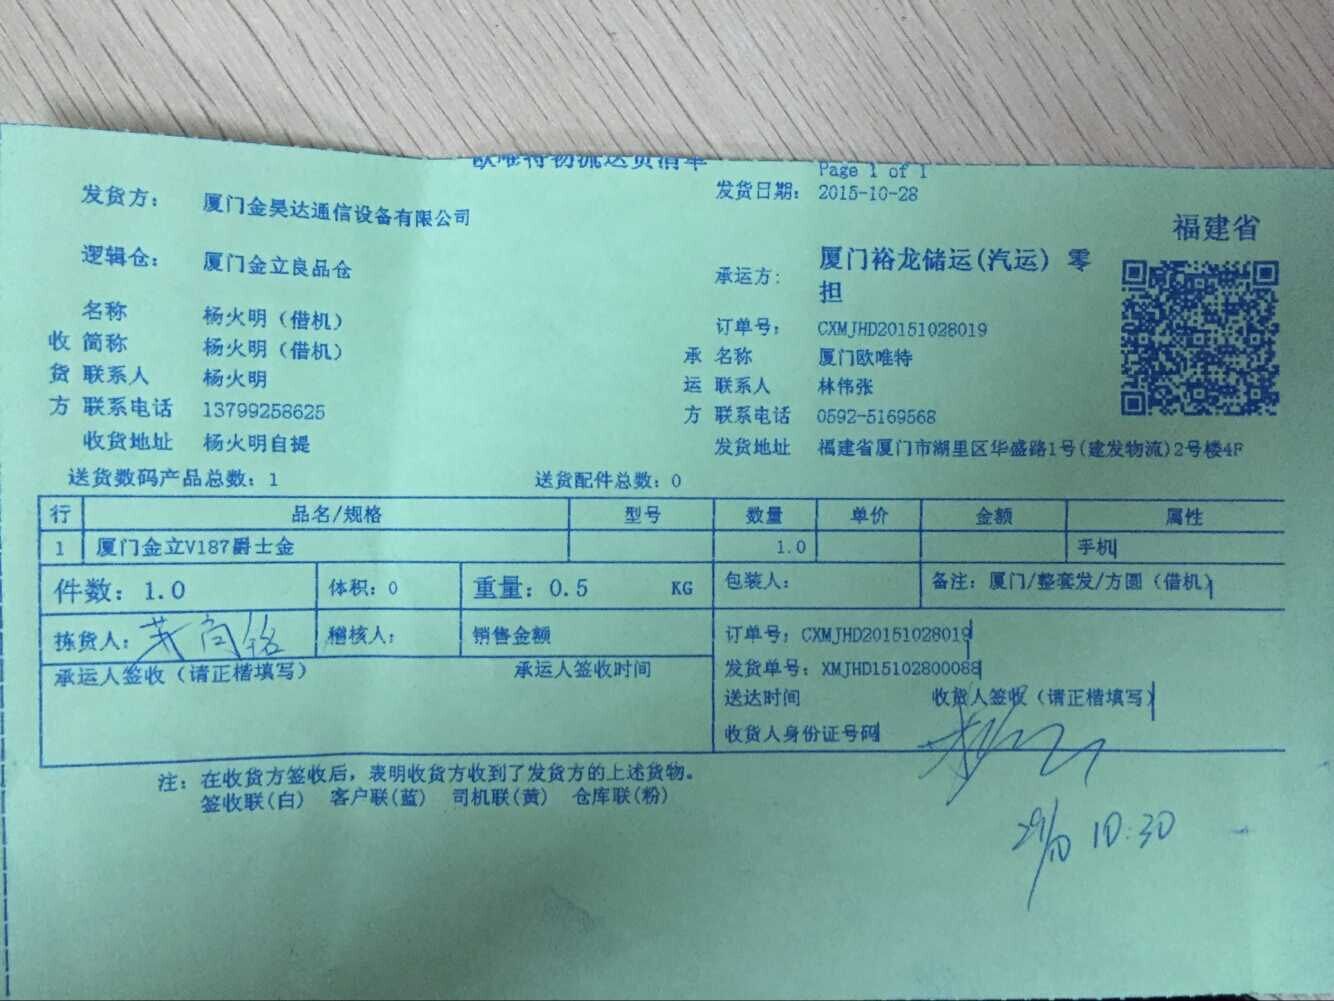 欧唯特物流送货清单
Page 1 of 1
发货方： 厦门金昊达通信设备有限公司
发货日期： 2015-10-28
福建省
逻辑仓： 厦门金立良品仓
承运方： 厦门裕龙储运(汽运) 零担
名称 杨火明（借机）
订单号： CXMJHD20151028019
收 简称 杨火明（借机）
承 名称 厦门欧唯特
货 联系人 杨火明
运 联系人 林伟张
方 联系电话 13799258625
方 联系电话 0592-5169568
收货地址 杨火明自提
发货地址 福建省厦门市湖里区华盛路1号(建发物流)2号楼4F
送货数码产品总数：1 送货配件总数：0
行 品名/规格 型号 数量 单价 金额 属性
1 厦门金立V187爵士金 1.0 手机
件数：1.0 体积：0 重量：0.5 KG 包装人： 备注：厦门/整套发/方圆（借机）
拣货人： 稽核人： 销售金额 订单号：CXMJHD20151028019
承运人签收（请正楷填写） 承运人签收时间 发货单号：XMJHD15102800088
送达时间 收货人签收（请正楷填写）
收货人身份证号码
注：在收货方签收后，表明收货方收到了发货方的上述货物。
签收联(白) 客户联(蓝) 司机联(黄) 仓库联(粉)
29/10 10:30